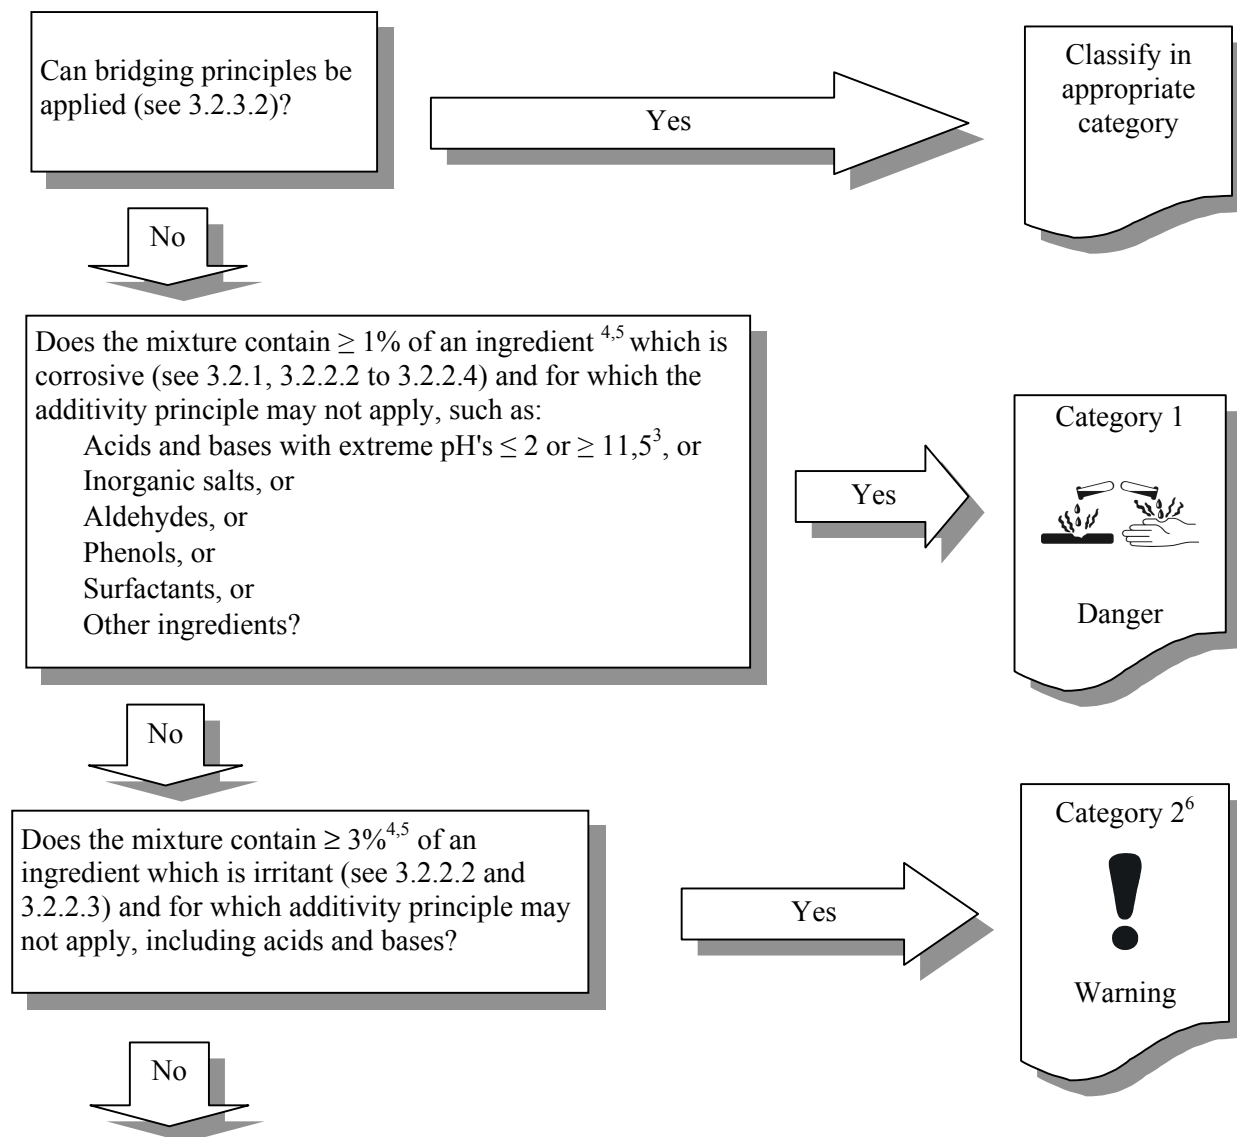 Can bridging principles be
applied (see 3.2.3.2)?
Yes
Classify in
appropriate
category
No
Does the mixture contain ≥ 1% of an ingredient ⁴,⁵ which is
corrosive (see 3.2.1, 3.2.2.2 to 3.2.2.4) and for which the
additivity principle may not apply, such as:
Acids and bases with extreme pH's ≤ 2 or ≥ 11,5³, or
Inorganic salts, or
Aldehydes, or
Phenols, or
Surfactants, or
Other ingredients?
Yes
Category 1
Danger
No
Does the mixture contain ≥ 3%⁴,⁵ of an
ingredient which is irritant (see 3.2.2.2 and
3.2.2.3) and for which additivity principle may
not apply, including acids and bases?
Yes
Category 2⁶
Warning
No